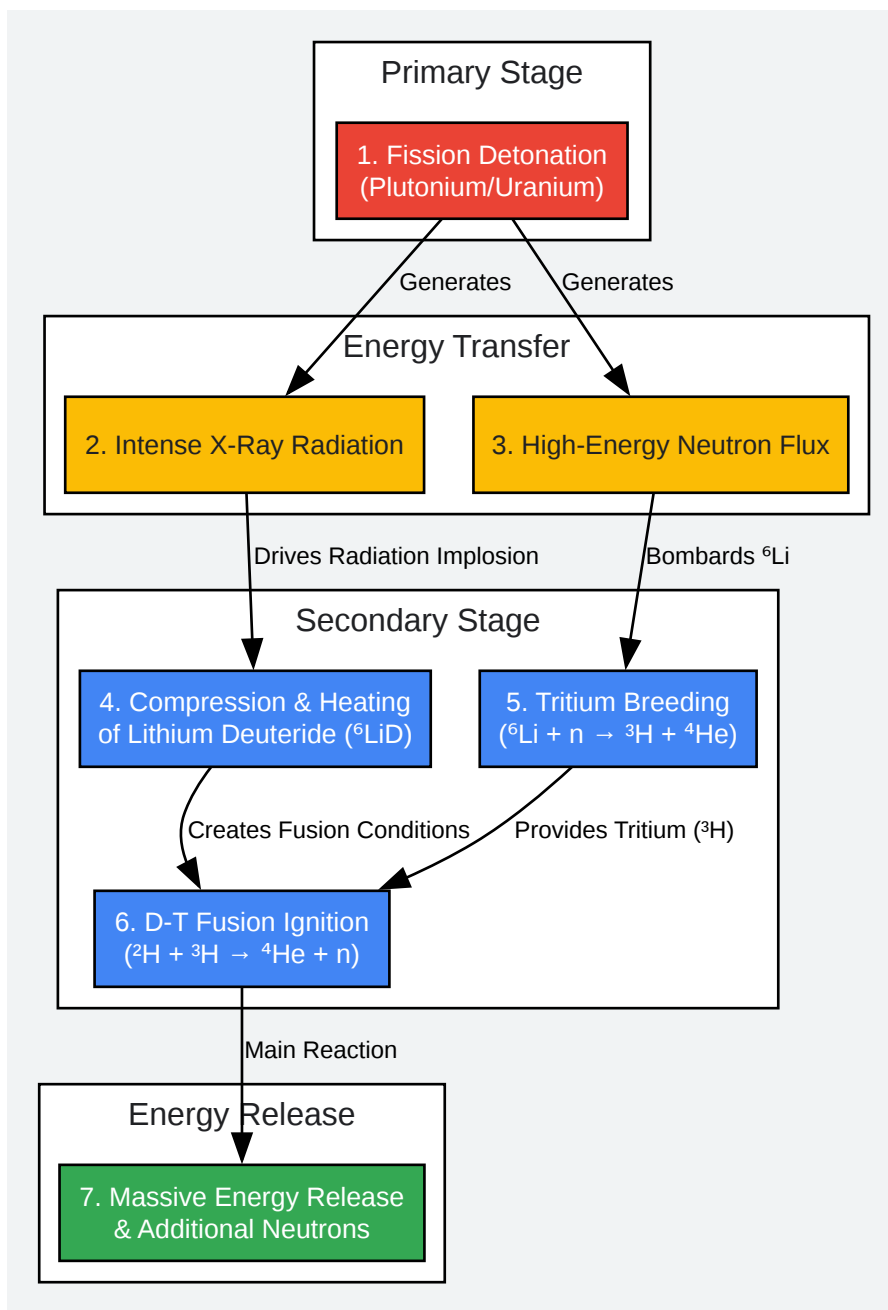 Primary Stage
1. Fission Detonation
(Plutonium/Uranium)
Generates
Generates
Energy Transfer
2. Intense X-Ray Radiation
3. High-Energy Neutron Flux
Drives Radiation Implosion
Bombards ⁶Li
Secondary Stage
4. Compression & Heating
of Lithium Deuteride (⁶LiD)
5. Tritium Breeding
(⁶Li + n → ³H + ⁴He)
Creates Fusion Conditions
Provides Tritium (³H)
6. D-T Fusion Ignition
(²H + ³H → ⁴He + n)
Main Reaction
Energy Release
7. Massive Energy Release
& Additional Neutrons